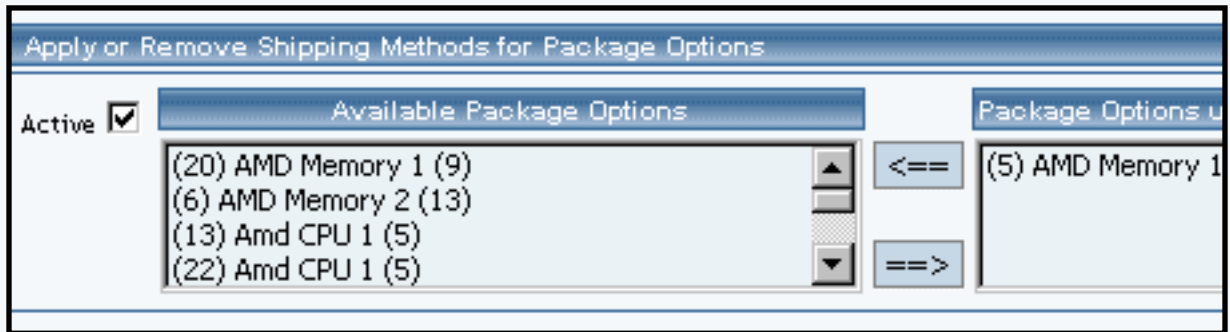 Apply or Remove Shipping Methods for Package Options
Active
Available Package Options
(20) AMD Memory 1 (9)
(6) AMD Memory 2 (13)
(13) Amd CPU 1 (5)
(22) Amd CPU 1 (5)
<==
==>
Package Options u
(5) AMD Memory 1